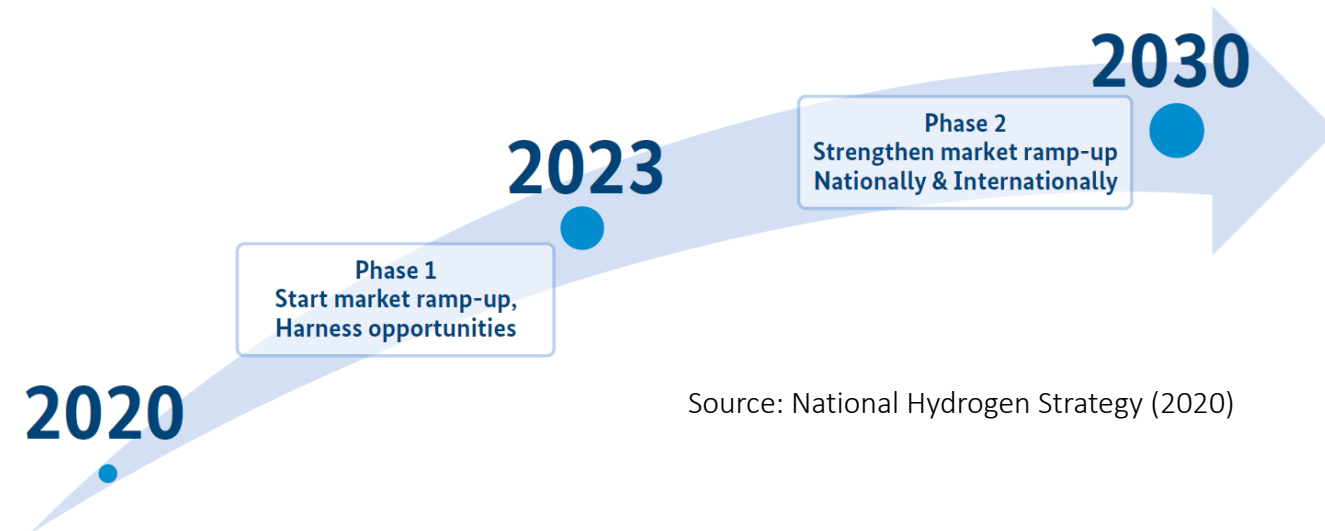 2030
Phase 2
Strengthen market ramp-up
Nationally & Internationally
2023
Phase 1
Start market ramp-up,
Harness opportunities
2020
Source: National Hydrogen Strategy (2020)